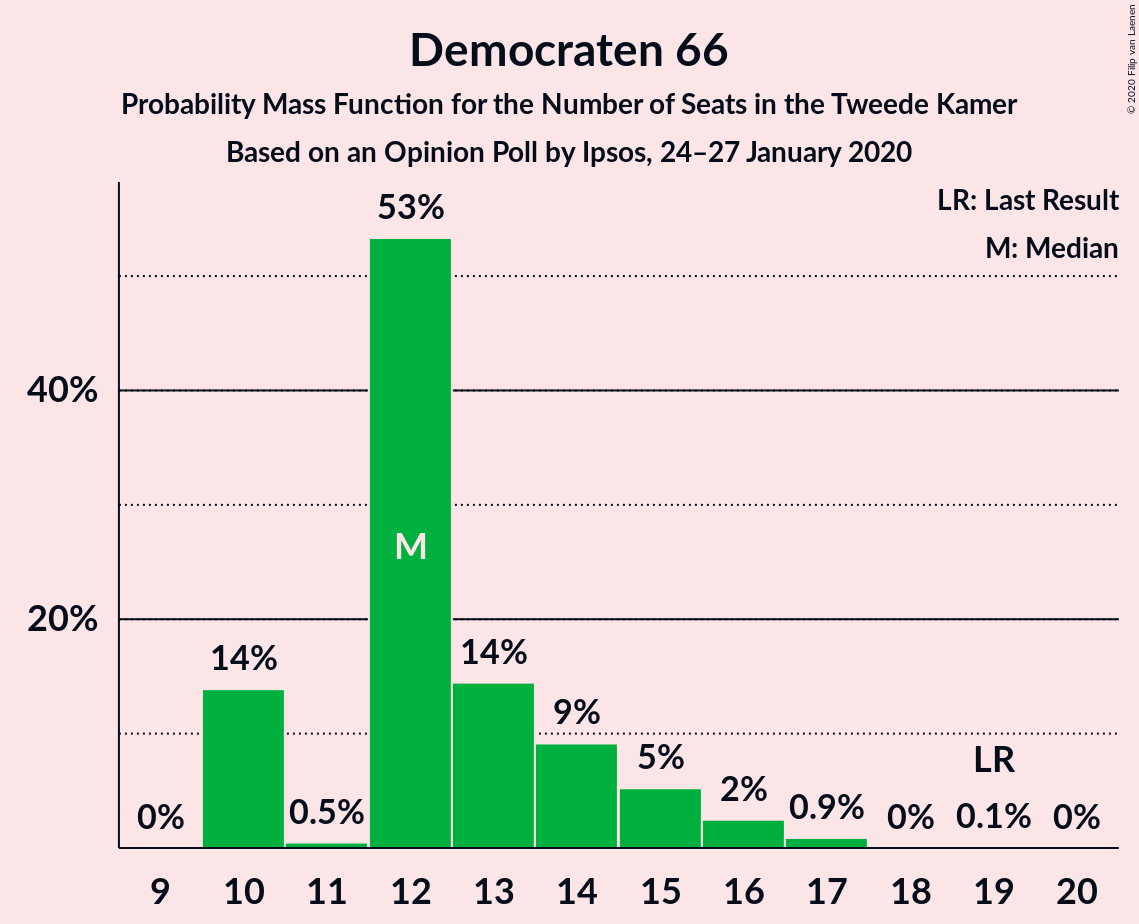 Democraten 66
Probability Mass Function for the Number of Seats in the Tweede Kamer
Based on an Opinion Poll by Ipsos, 24–27 January 2020
© 2020 Filip van Laenen
LR: Last Result
M: Median
40%
20%
0%
14%
0.5%
53%
M
14%
9%
5%
2%
0.9%
0%
LR
0.1%
0%
9 10 11 12 13 14 15 16 17 18 19 20